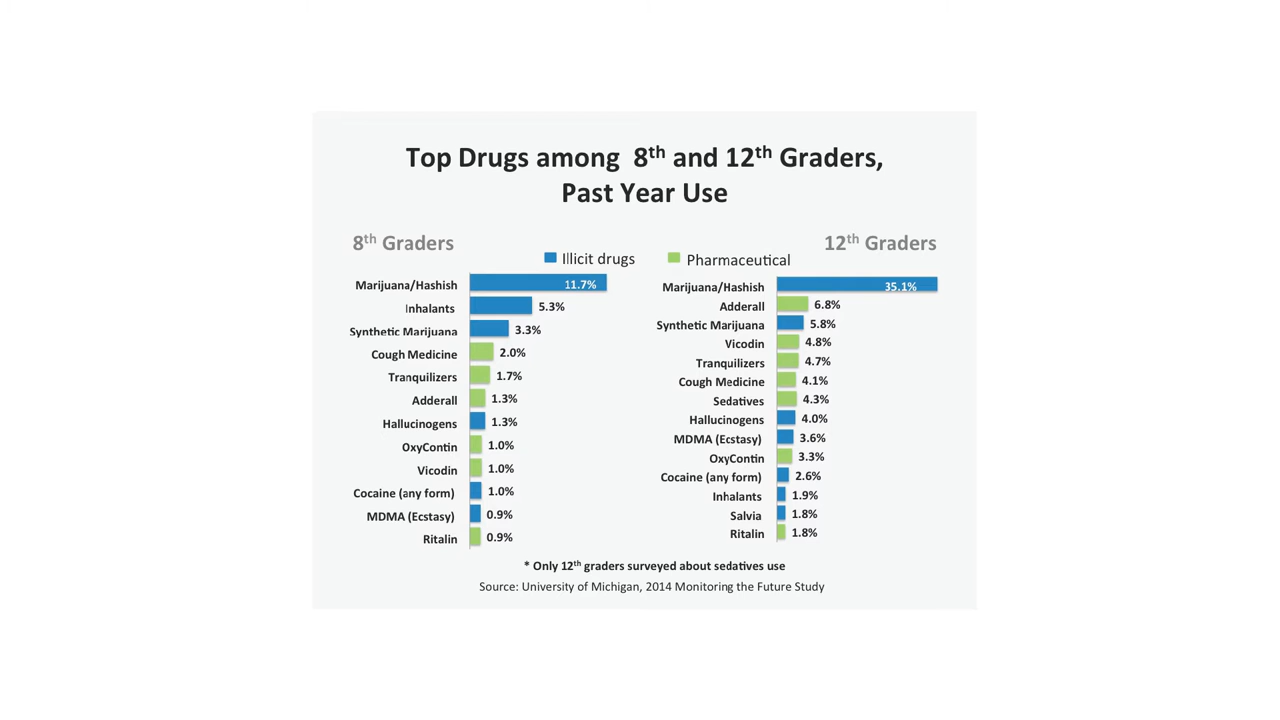 Top Drugs among 8th and 12th Graders,
Past Year Use
8th Graders
12th Graders
Illicit drugs
Pharmaceutical
Marijuana/Hashish 11.7%
Inhalants 5.3%
Synthetic Marijuana 3.3%
Cough Medicine 2.0%
Tranquilizers 1.7%
Adderall 1.3%
Hallucinogens 1.3%
OxyContin 1.0%
Vicodin 1.0%
Cocaine (any form) 1.0%
MDMA (Ecstasy) 0.9%
Ritalin 0.9%
Marijuana/Hashish 35.1%
Adderall 6.8%
Synthetic Marijuana 5.8%
Vicodin 4.8%
Tranquilizers 4.7%
Cough Medicine 4.1%
Sedatives 4.3%
Hallucinogens 4.0%
MDMA (Ecstasy) 3.6%
OxyContin 3.3%
Cocaine (any form) 2.6%
Inhalants 1.9%
Salvia 1.8%
Ritalin 1.8%
* Only 12th graders surveyed about sedatives use
Source: University of Michigan, 2014 Monitoring the Future Study